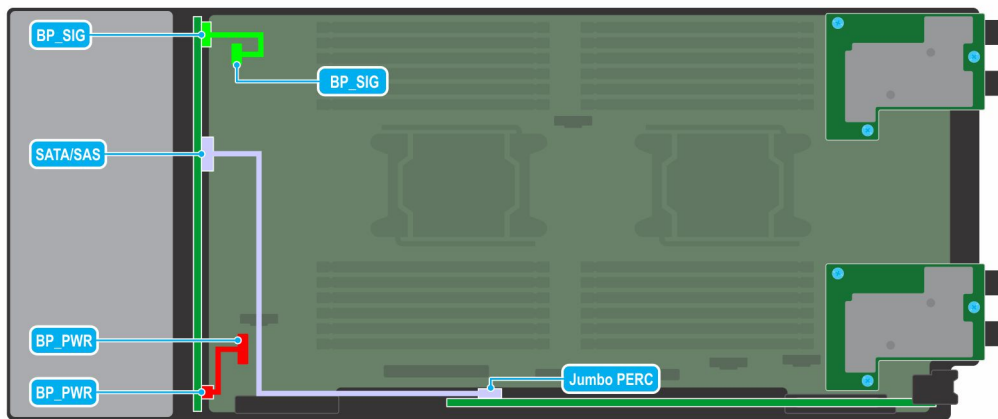 BP_SIG
BP_SIG
SATA/SAS
BP_PWR
Jumbo PERC
BP_PWR